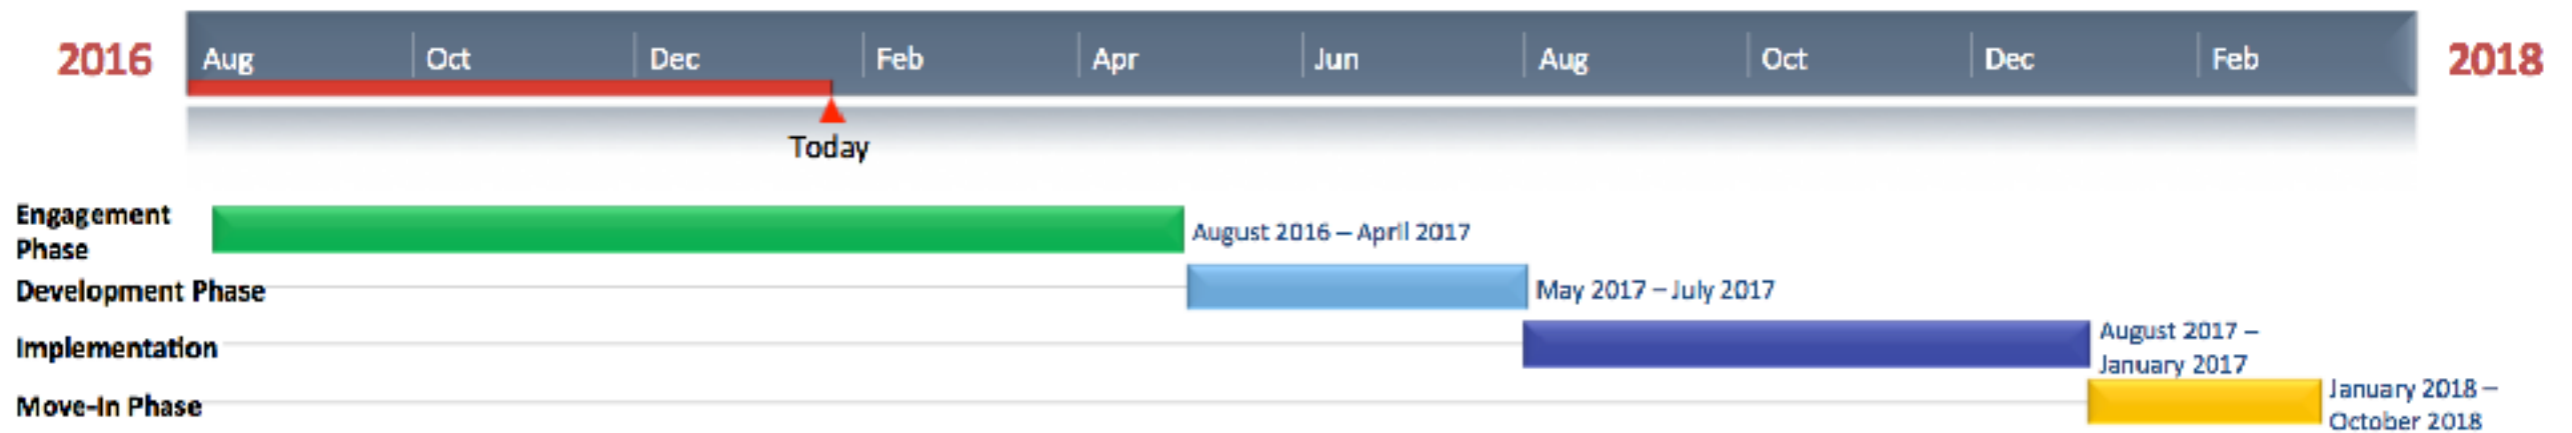 2016 Aug Oct Dec Feb Apr Jun Aug Oct Dec Feb 2018
Today
Engagement
Phase
August 2016 – April 2017
Development Phase
May 2017 – July 2017
Implementation
August 2017 –
January 2017
Move-In Phase
January 2018 –
October 2018